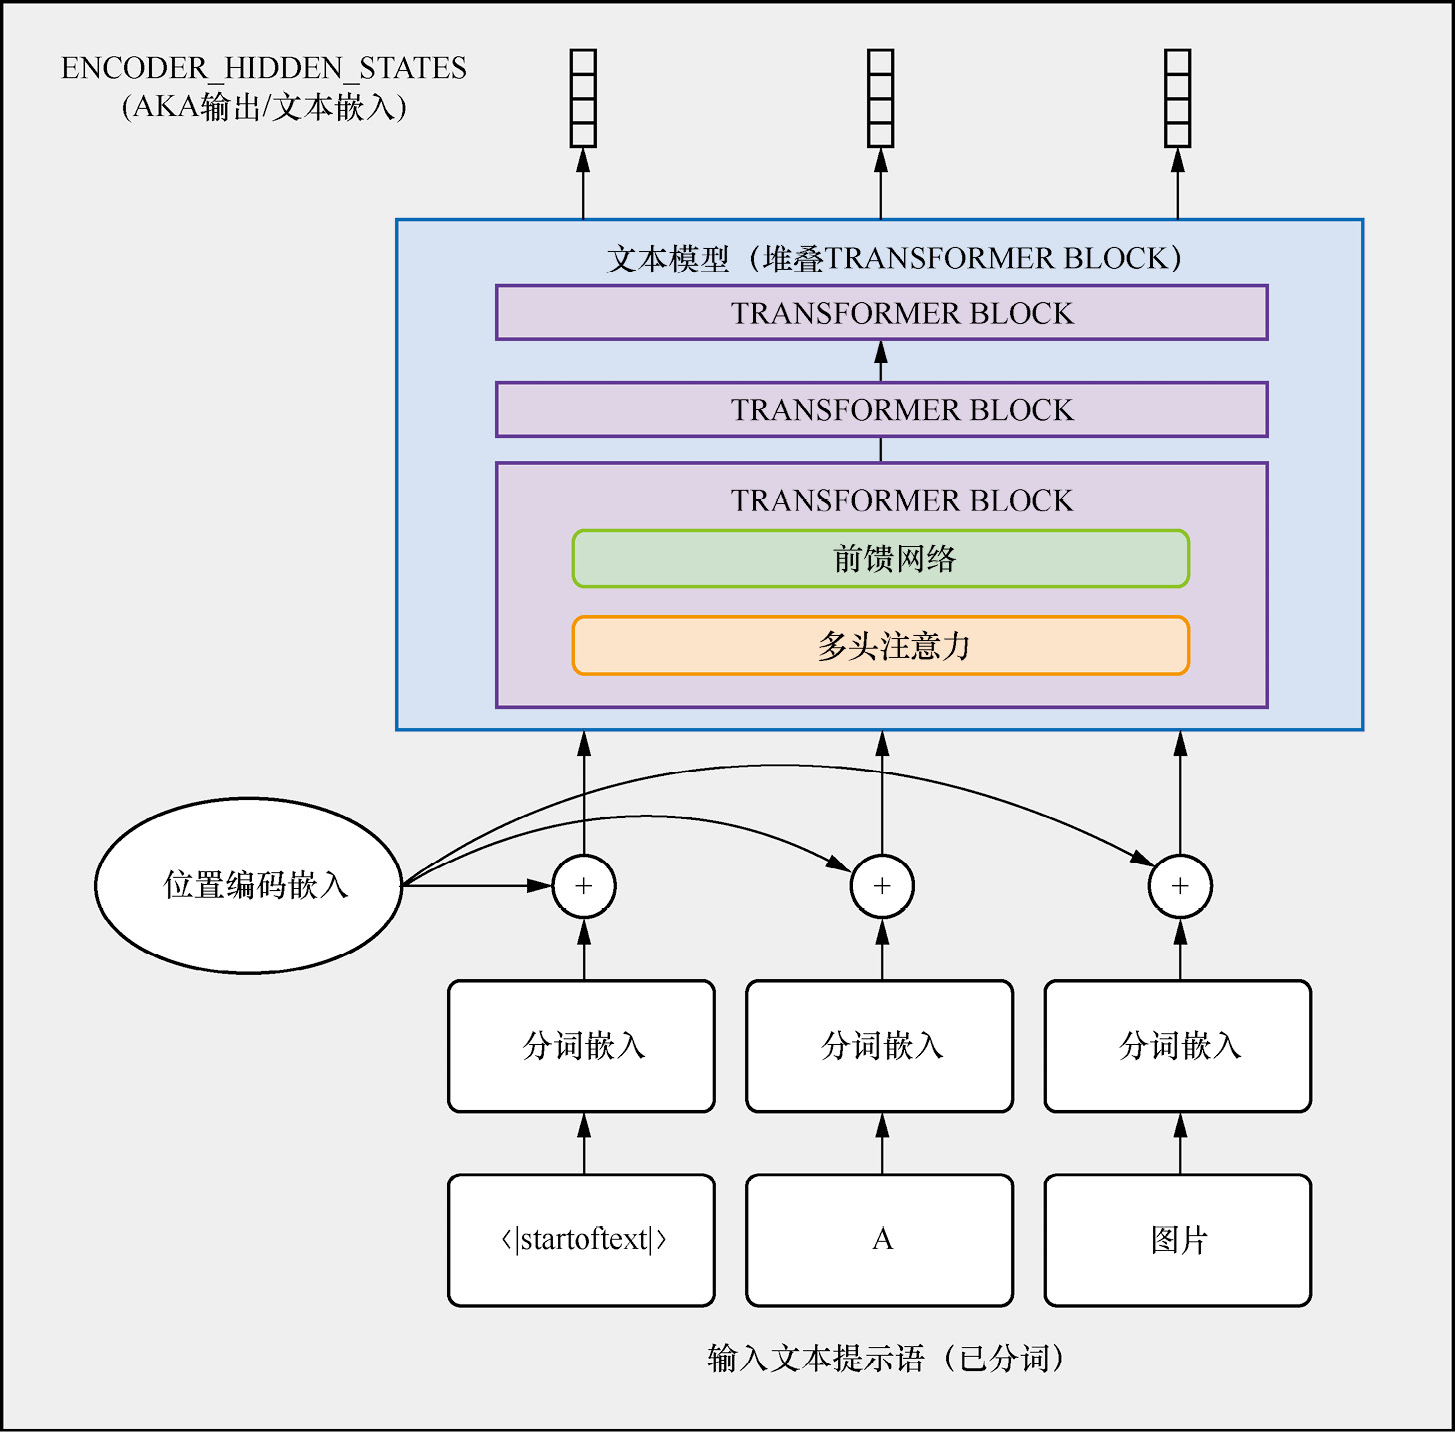 ENCODER_HIDDEN_STATES
(AKA输出/文本嵌入)
文本模型（堆叠TRANSFORMER BLOCK）
TRANSFORMER BLOCK
TRANSFORMER BLOCK
TRANSFORMER BLOCK
前馈网络
多头注意力
位置编码嵌入
+
+
+
分词嵌入
分词嵌入
分词嵌入
<|startoftext|>
A
图片
输入文本提示语（已分词）